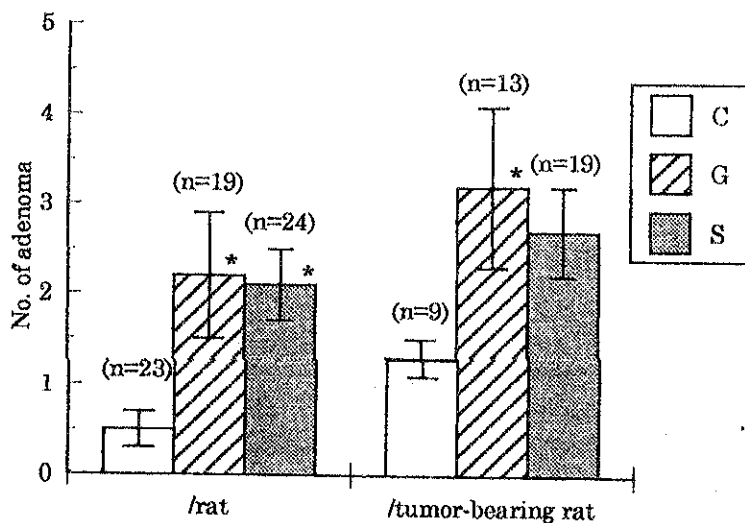 No. of adenoma
5
4
3
2
1
0
(n=23)
(n=19)
*
(n=24)
*
(n=9)
(n=13)
*
(n=19)
/rat
/tumor-bearing rat
C
G
S